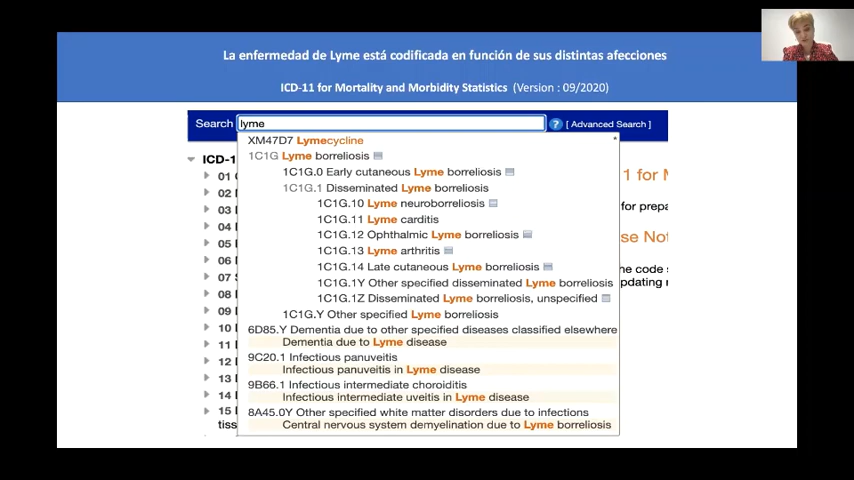 La enfermedad de Lyme está codificada en función de sus distintas afecciones
ICD-11 for Mortality and Morbidity Statistics (Version : 09/2020)
Search lyme ? [ Advanced Search ]
XM47D7 Lymecycline
1C1G Lyme borreliosis
1C1G.0 Early cutaneous Lyme borreliosis
1C1G.1 Disseminated Lyme borreliosis
1C1G.10 Lyme neuroborreliosis
1C1G.11 Lyme carditis
1C1G.12 Ophthalmic Lyme borreliosis
1C1G.13 Lyme arthritis
1C1G.14 Late cutaneous Lyme borreliosis
1C1G.1Y Other specified disseminated Lyme borreliosis
1C1G.1Z Disseminated Lyme borreliosis, unspecified
1C1G.Y Other specified Lyme borreliosis
6D85.Y Dementia due to other specified diseases classified elsewhere
Dementia due to Lyme disease
9C20.1 Infectious panuveitis
Infectious panuveitis in Lyme disease
9B66.1 Infectious intermediate choroiditis
Infectious intermediate uveitis in Lyme disease
8A45.0Y Other specified white matter disorders due to infections
Central nervous system demyelination due to Lyme borreliosis
ICD-1
01
02
03
04
05
06
07
08
09
10
11
12
13
14
15
tiss
1 for
for prepa
se Not
he code s
updating